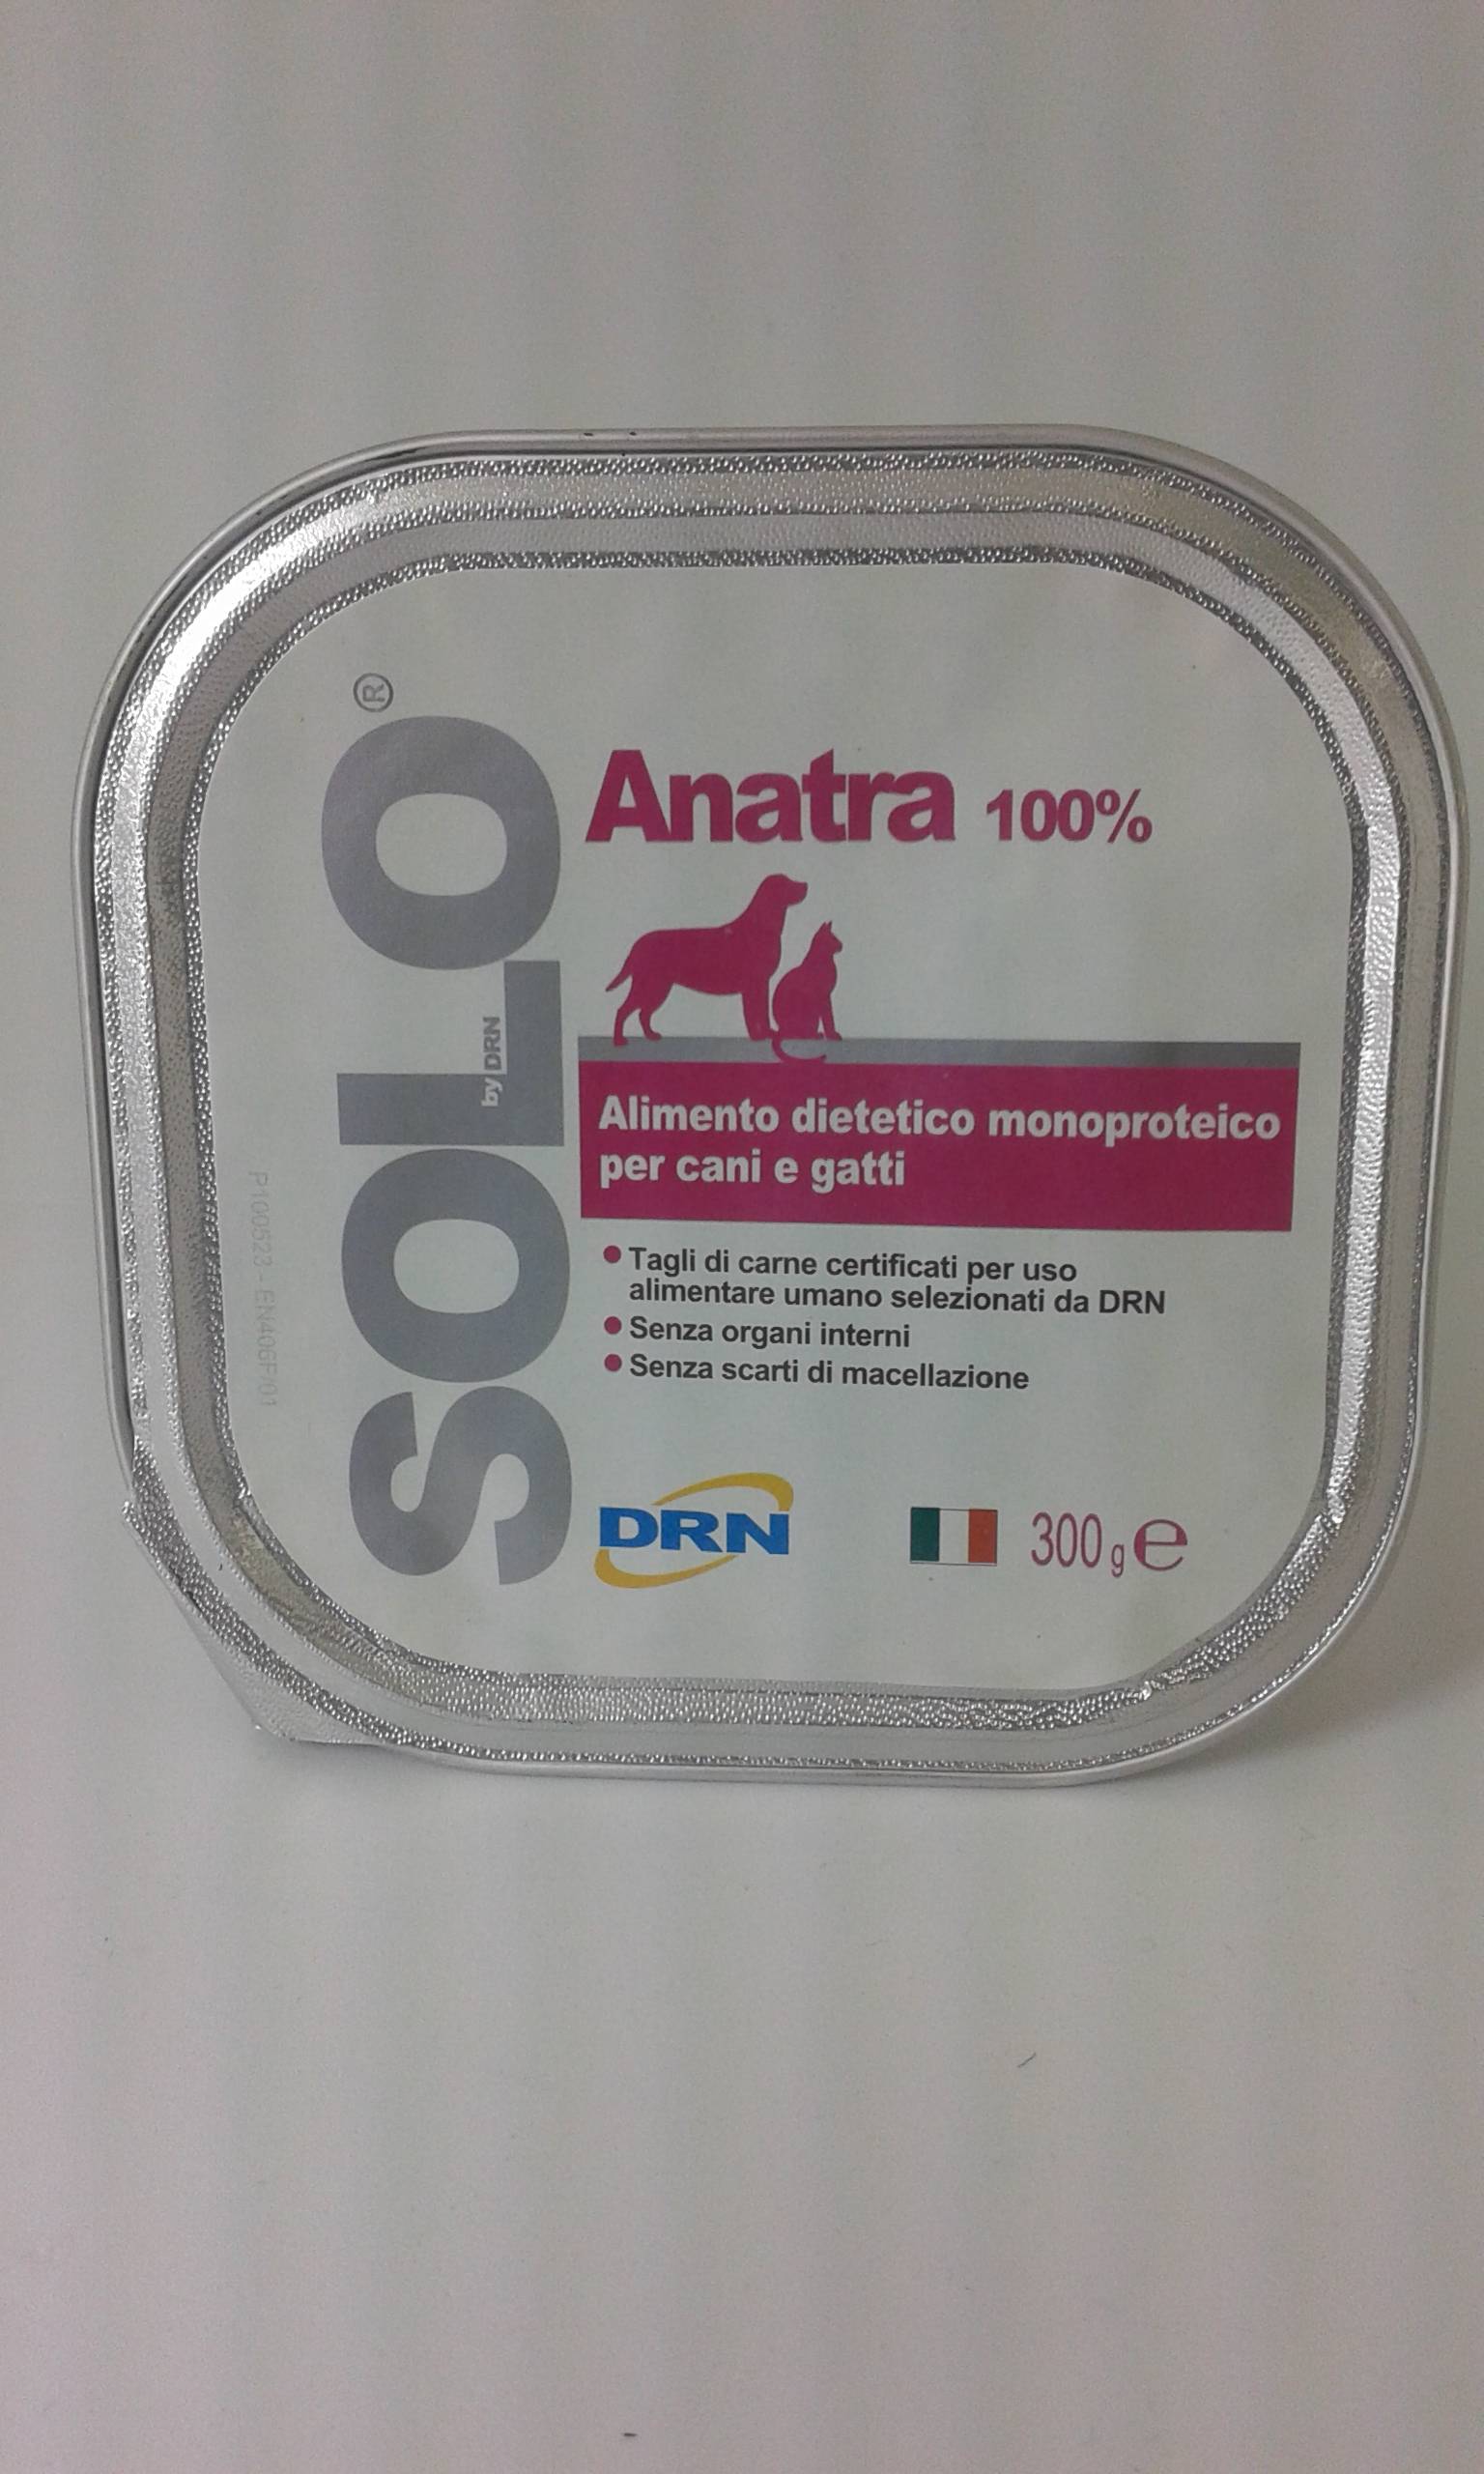 SOLO®
by DRN
Anatra 100%
Alimento dietetico monoproteico
per cani e gatti
• Tagli di carne certificati per uso
alimentare umano selezionati da DRN
• Senza organi interni
• Senza scarti di macellazione
DRN
300 g e